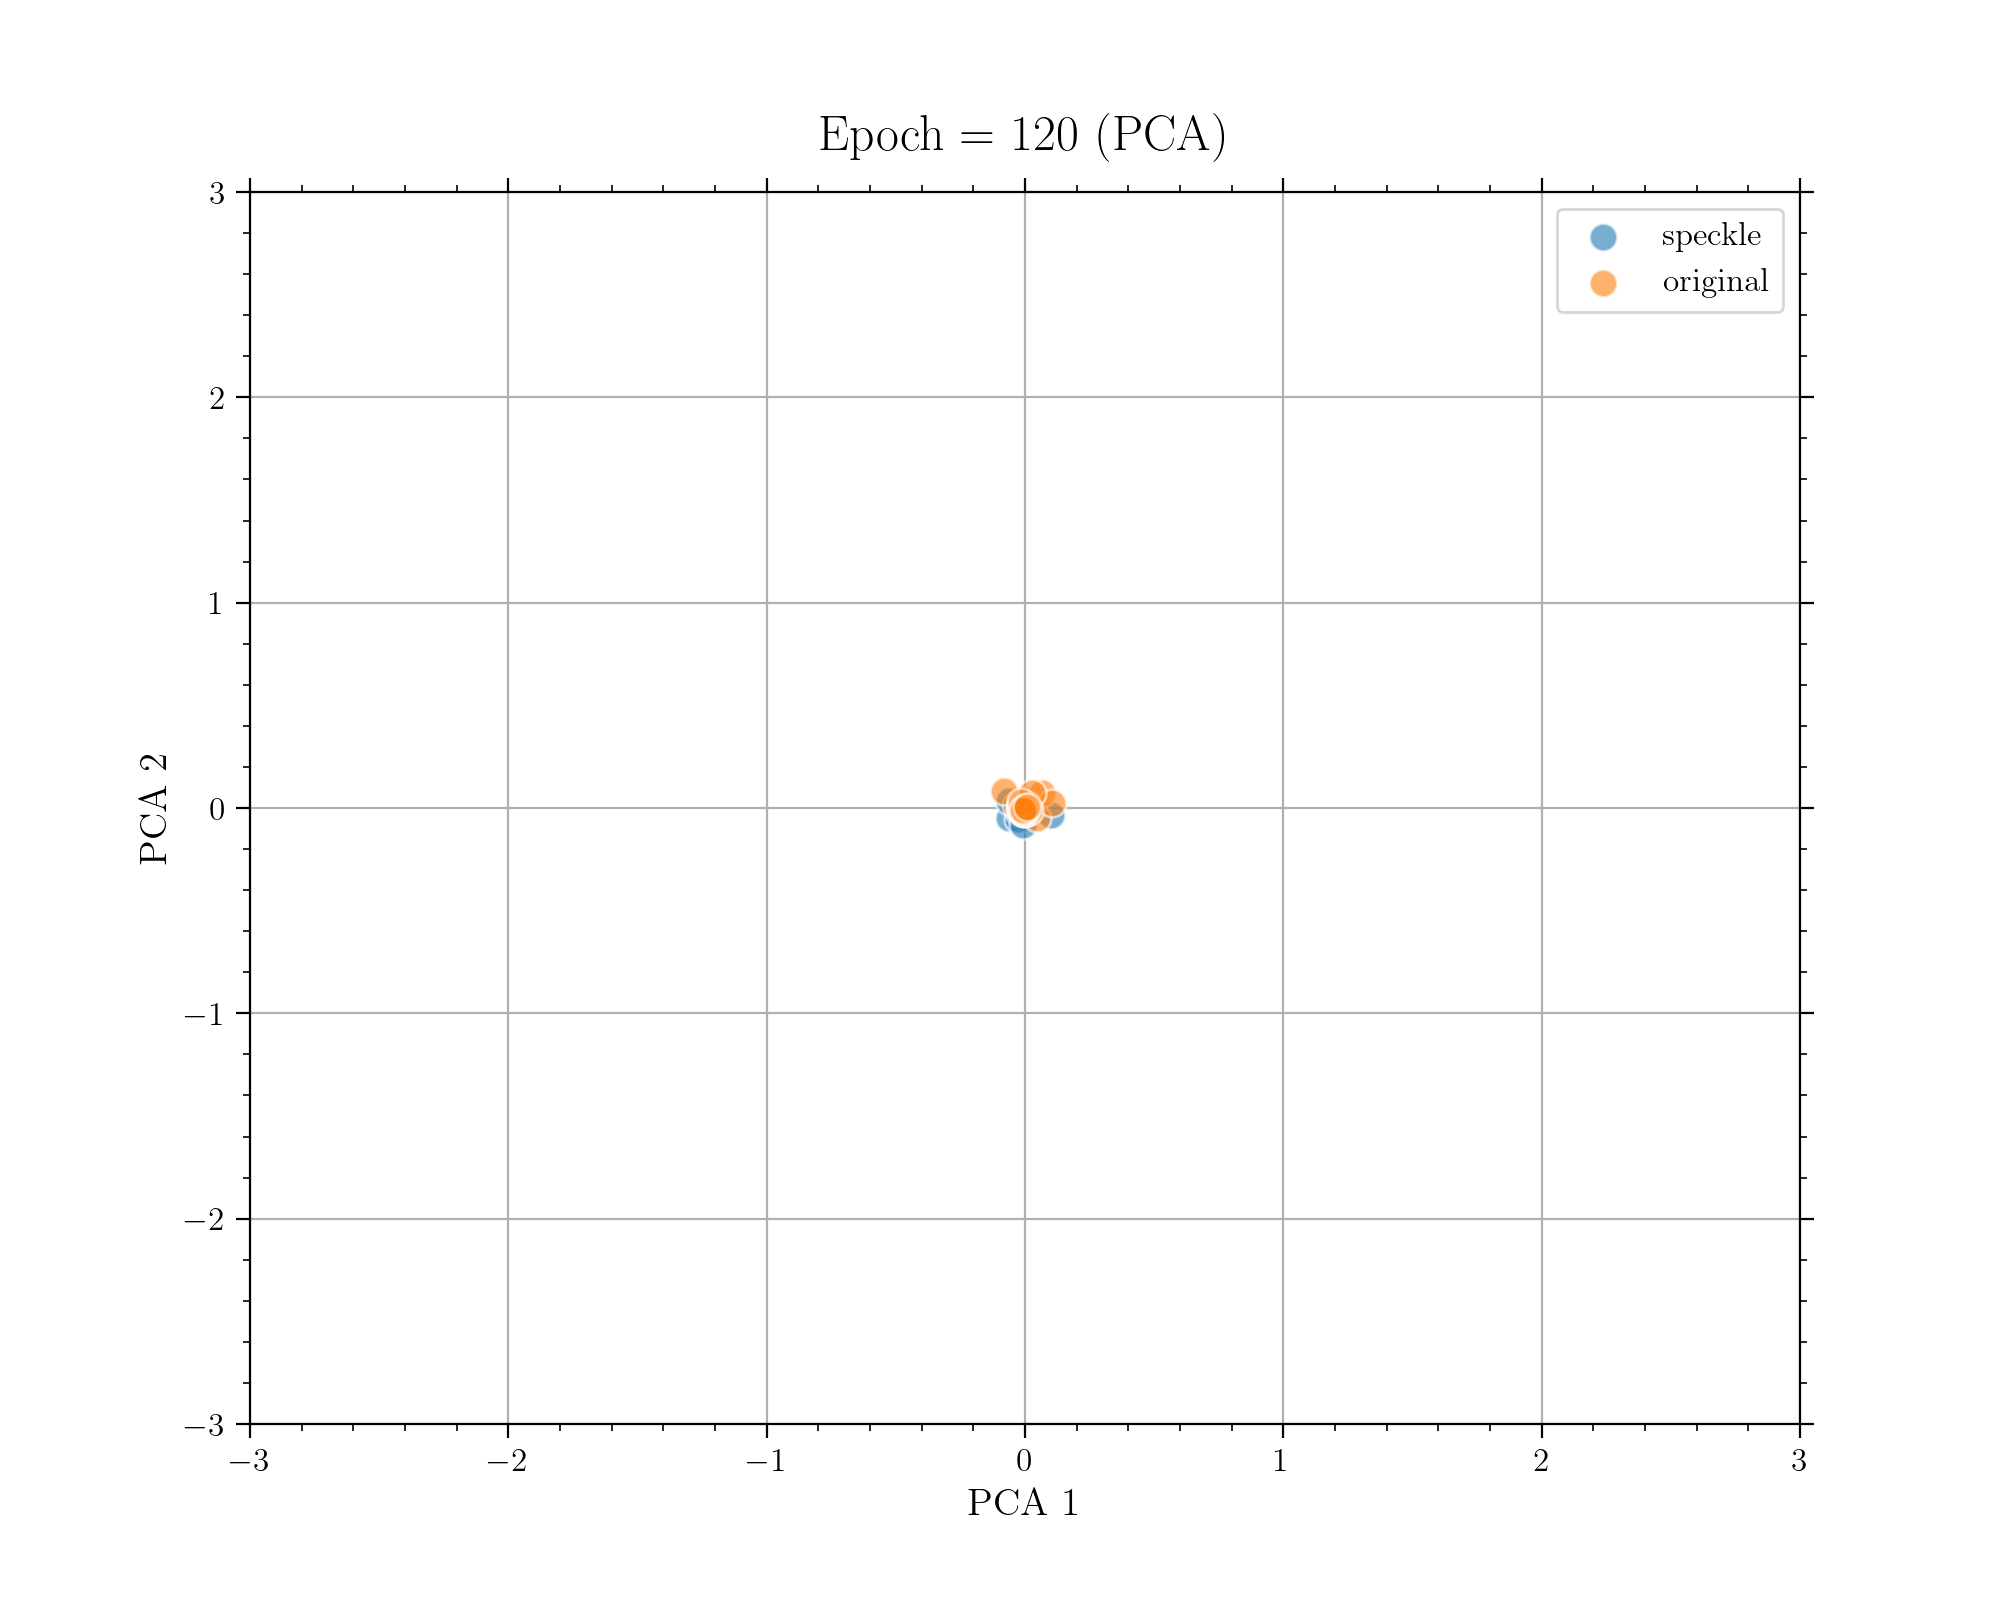 Epoch = 120 (PCA)
speckle
original
3
2
1
0
−1
−2
−3
PCA 2
−3 −2 −1 0 1 2 3
PCA 1